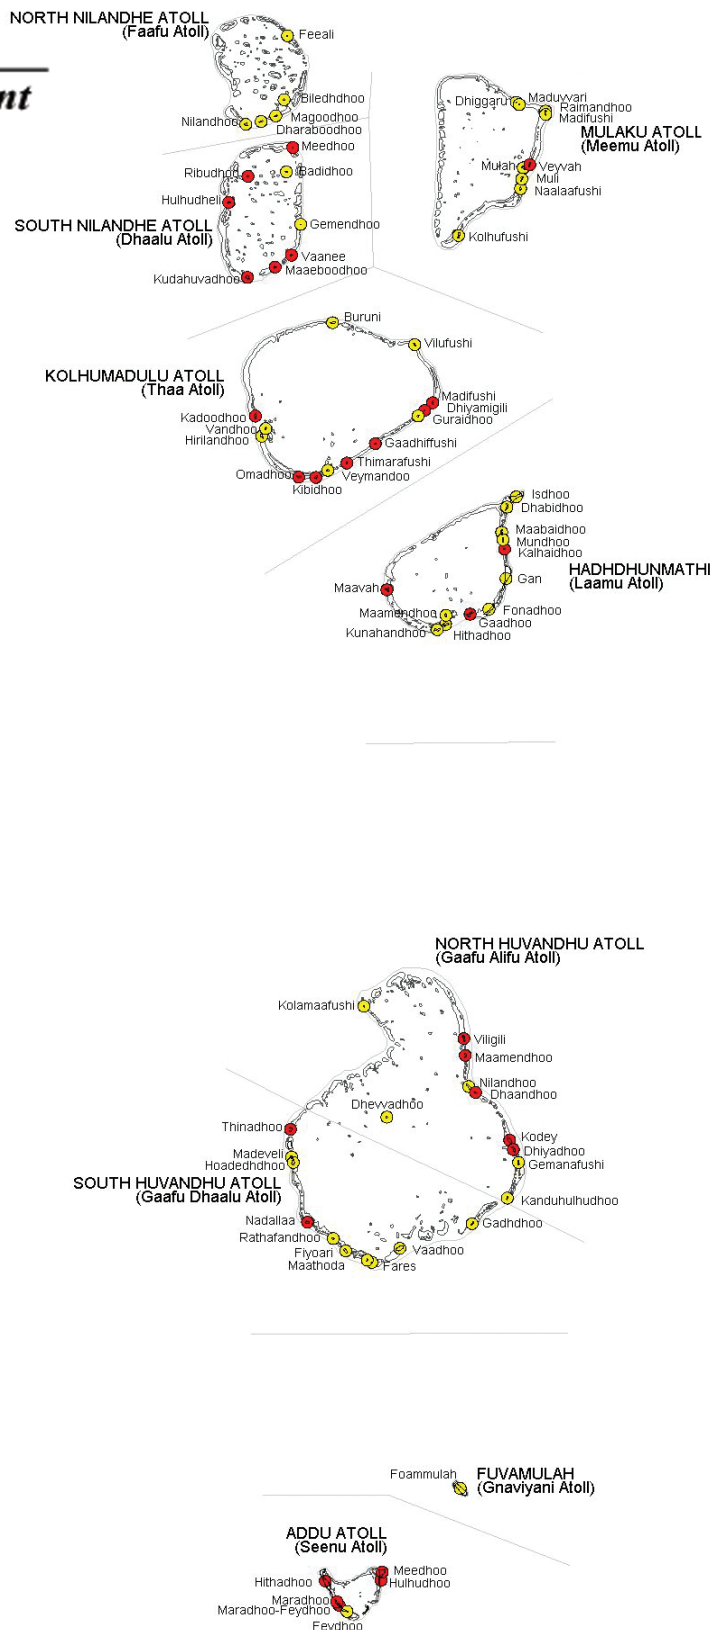 NORTH NILANDHE ATOLL
(Faafu Atoll)
Feeali
nt
Biledhdhoo
Nilandhoo
Magoodhoo
Dharaboodhoo
Dhiggaru
Maduvvari
Raimandhoo
Madifushi
MULAKU ATOLL
(Meemu Atoll)
Mulah
Veyvah
Muli
Naalaafushi
Kolhufushi
Meedhoo
Ribudhoo
Badidhoo
Hulhudheli
SOUTH NILANDHE ATOLL
(Dhaalu Atoll)
Gemendhoo
Vaanee
Maaeboodhoo
Kudahuvadhoo
Buruni
Vilufushi
KOLHUMADULU ATOLL
(Thaa Atoll)
Madifushi
Dhiyamigili
Guraidhoo
Kadoodhoo
Vandhoo
Hirilandhoo
Gaadhiffushi
Thimarafushi
Omadhoo
Veymandoo
Kibidhoo
Isdhoo
Dhabidhoo
Maabaidhoo
Mundhoo
Kalhaidhoo
HADHDHUNMATHI
(Laamu Atoll)
Gan
Maavah
Maamendhoo
Fonadhoo
Gaadhoo
Kunahandhoo
Hithadhoo
NORTH HUVANDHU ATOLL
(Gaafu Alifu Atoll)
Kolamaafushi
Viligili
Maamendhoo
Nilandhoo
Dhaandhoo
Dhevvadhoo
Thinadhoo
Kodey
Dhiyadhoo
Gemanafushi
Madeveli
Hoadedhdhoo
SOUTH HUVANDHU ATOLL
(Gaafu Dhaalu Atoll)
Kanduhulhudhoo
Nadallaa
Gadhdhoo
Rathafandhoo
Fiyoari
Maathoda
Vaadhoo
Fares
Foammulah
FUVAMULAH
(Gnaviyani Atoll)
ADDU ATOLL
(Seenu Atoll)
Hithadhoo
Meedhoo
Hulhudhoo
Maradhoo
Maradhoo-Feydhoo
Feydhoo